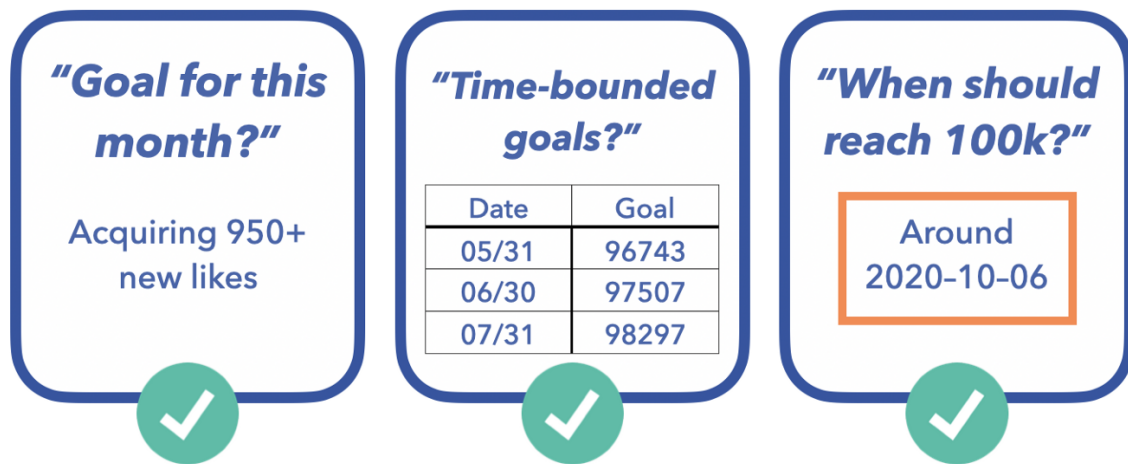 "Goal for this
month?"
Acquiring 950+
new likes
"Time-bounded
goals?"
Date Goal
05/31 96743
06/30 97507
07/31 98297
"When should
reach 100k?"
Around
2020-10-06